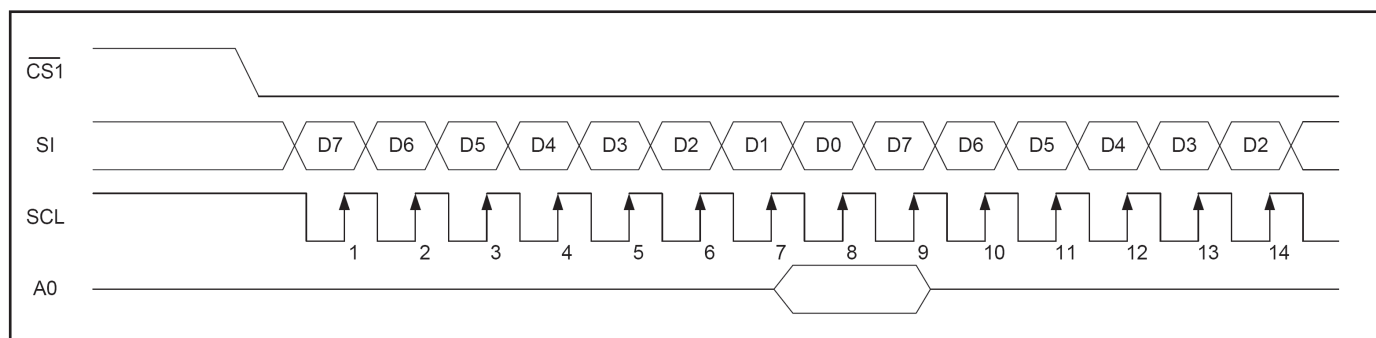 C̅S̅1̅
SI D7 D6 D5 D4 D3 D2 D1 D0 D7 D6 D5 D4 D3 D2
SCL
1 2 3 4 5 6 7 8 9 10 11 12 13 14
A0